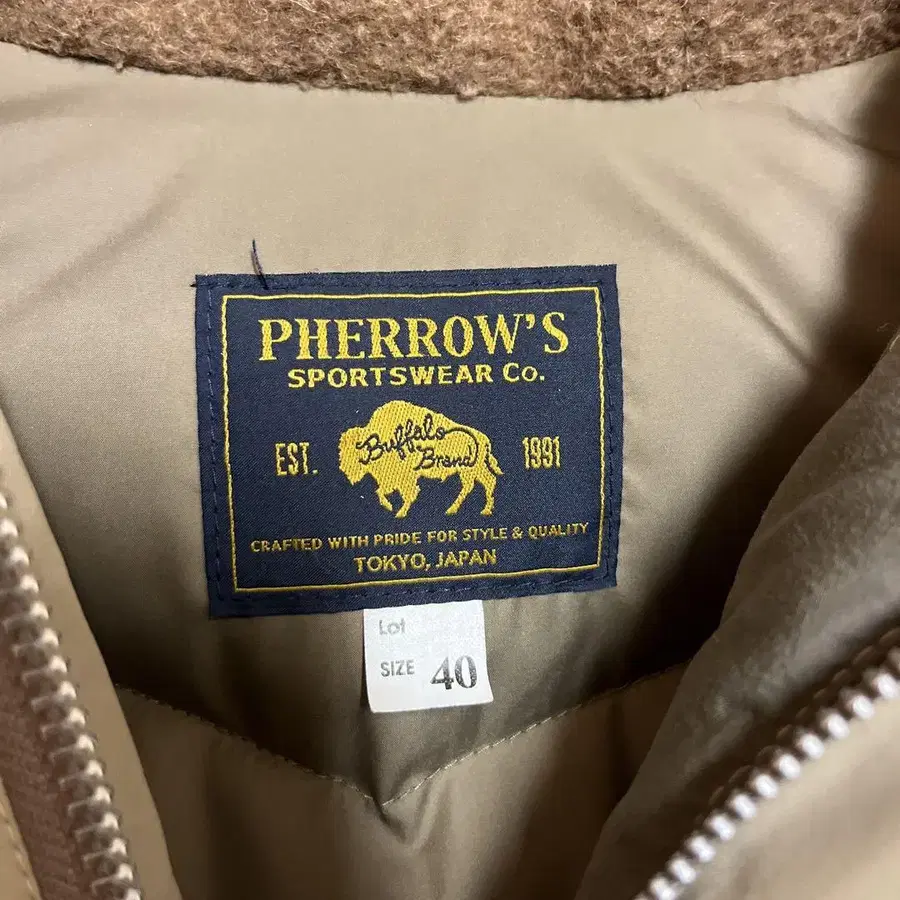 PHERROW'S
SPORTSWEAR Co.
EST. 1991
Buffalo
Brand
CRAFTED WITH PRIDE FOR STYLE & QUALITY
TOKYO, JAPAN
Lot
SIZE 40